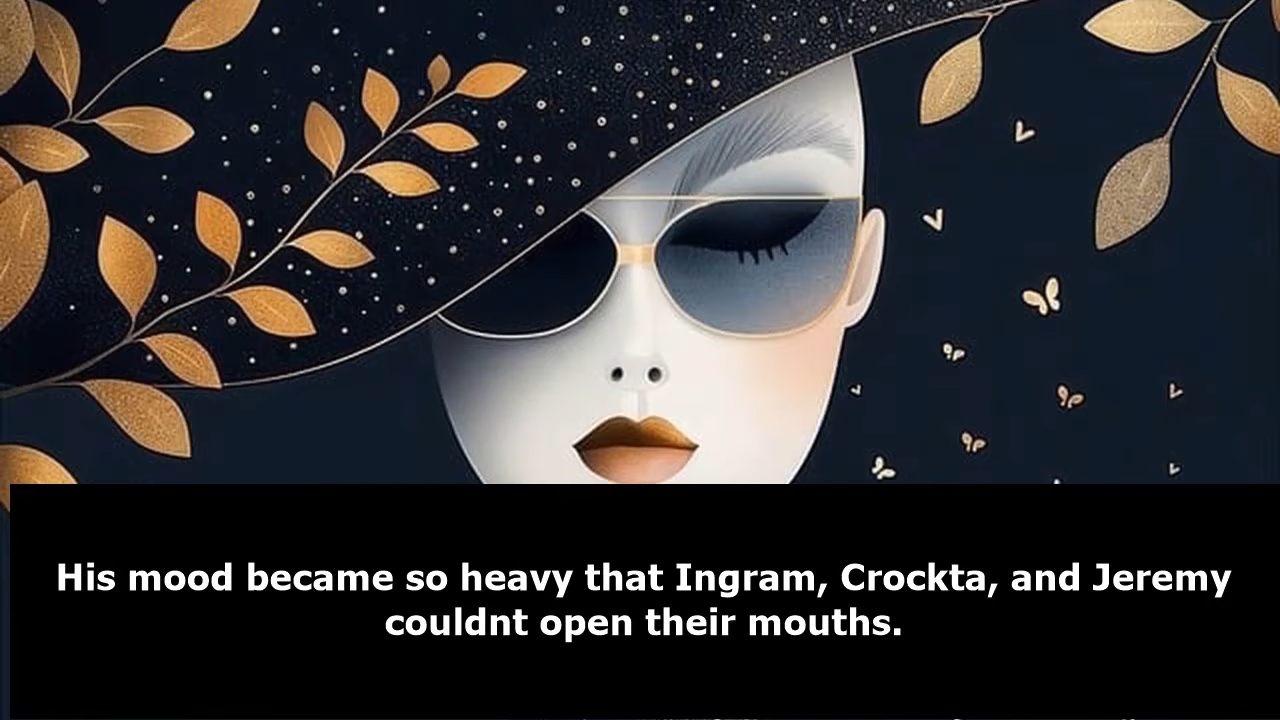 His mood became so heavy that Ingram, Crockta, and Jeremy
couldnt open their mouths.